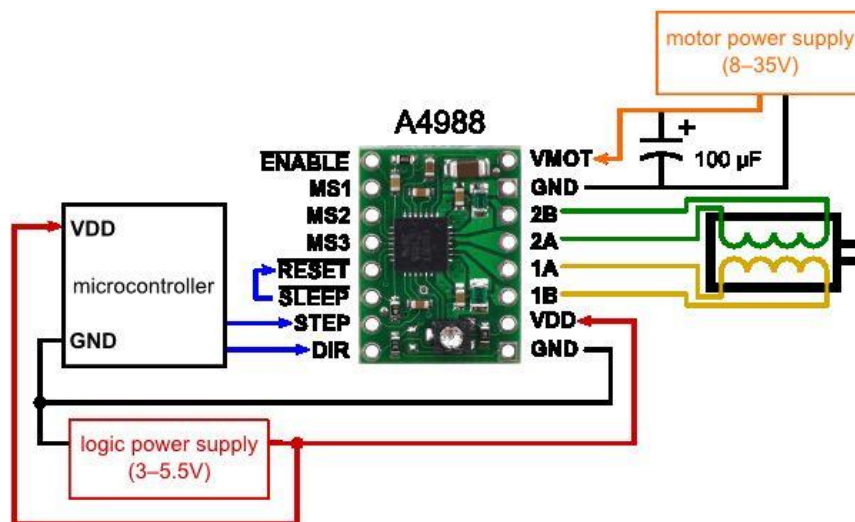 motor power supply
(8–35V)
A4988
ENABLE
MS1
MS2
MS3
RESET
SLEEP
STEP
DIR
VMOT
GND
2B
2A
1A
1B
VDD
GND
+
100 µF
VDD
microcontroller
GND
logic power supply
(3–5.5V)